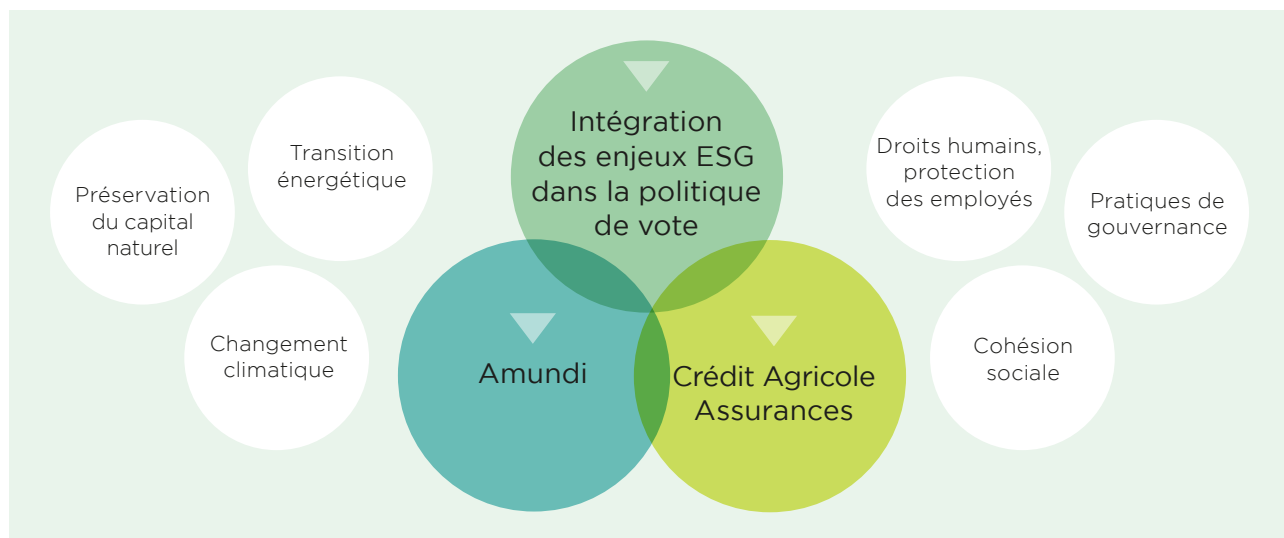 Préservation
du capital
naturel
Transition
énergétique
Changement
climatique
Intégration
des enjeux ESG
dans la politique
de vote
Amundi
Crédit Agricole
Assurances
Droits humains,
protection
des employés
Pratiques de
gouvernance
Cohésion
sociale